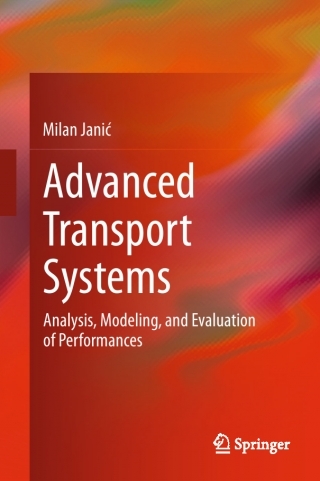 Milan Janić
Advanced
Transport
Systems
Analysis, Modeling, and Evaluation
of Performances
Springer